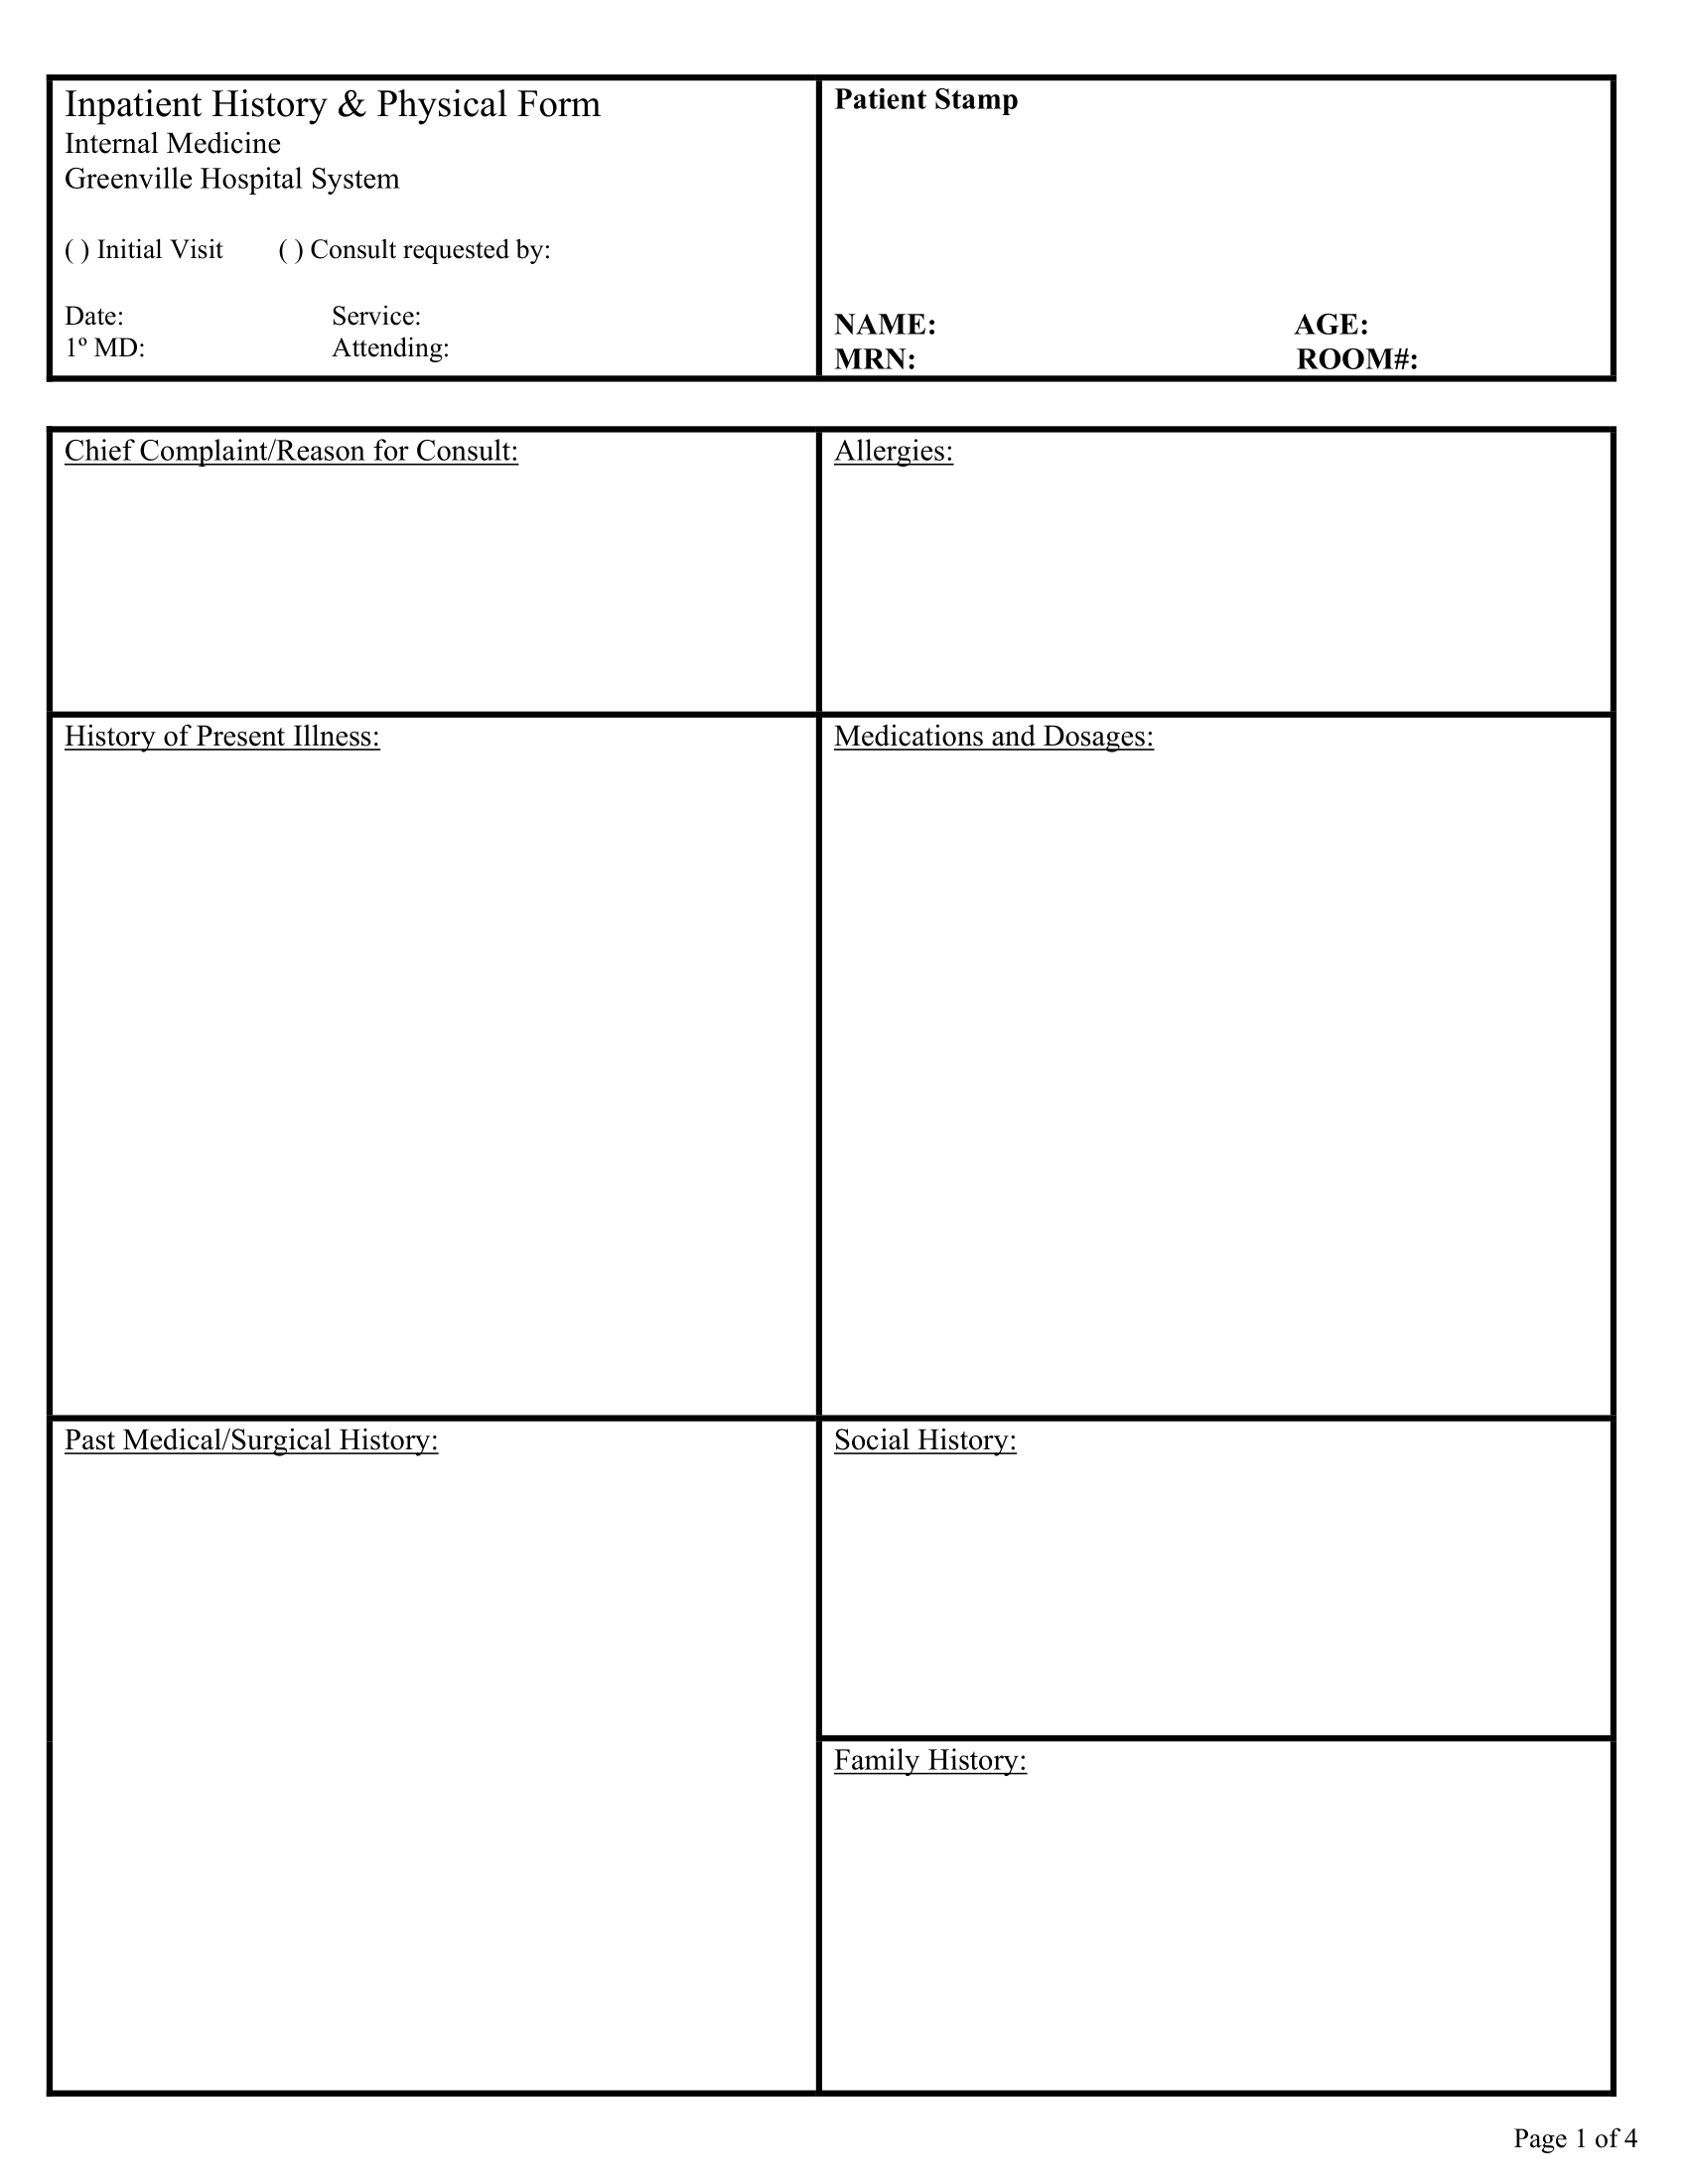 Inpatient History & Physical Form
Internal Medicine
Greenville Hospital System
( ) Initial Visit ( ) Consult requested by:
Date: Service:
1º MD: Attending:
Patient Stamp
NAME: AGE:
MRN: ROOM#:
Chief Complaint/Reason for Consult:
Allergies:
History of Present Illness:
Medications and Dosages:
Past Medical/Surgical History:
Social History:
Family History:
Page 1 of 4